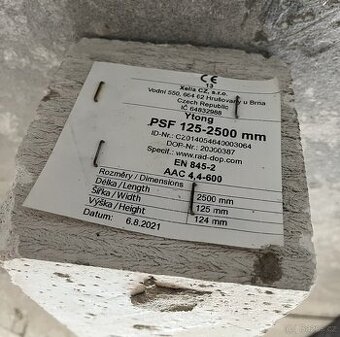 CE
13
Xella CZ, s.r.o.
Vodní 550, 664 62 Hrušovany u Brna
Czech Republic
IČ 64832988
Ytong
PSF 125-2500 mm
ID-Nr.: CZ014054640003064
DOP-Nr.: 20000387
Specif.: www.rad-dop.com
EN 845-2
AAC 4,4-600
Rozměry / Dimensions
Délka / Length 2500 mm
Šířka / Width 125 mm
Výška / Height 124 mm
Datum: 6.8.2021